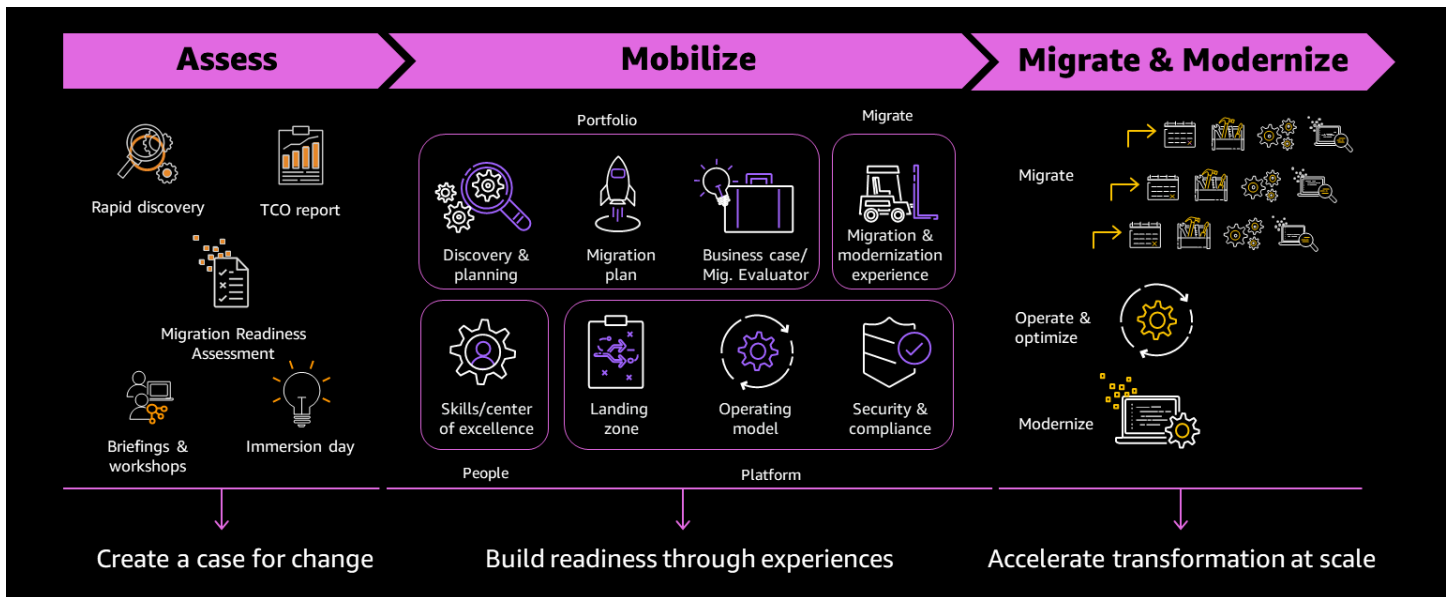 Assess
Mobilize
Migrate & Modernize
Rapid discovery
TCO report
Migration Readiness
Assessment
Briefings &
workshops
Immersion day
Portfolio
Migrate
Discovery &
planning
Migration
plan
Business case/
Mig. Evaluator
Migration &
modernization
experience
Skills/center
of excellence
Landing
zone
Operating
model
Security &
compliance
People
Platform
Migrate
Operate &
optimize
Modernize
Create a case for change
Build readiness through experiences
Accelerate transformation at scale